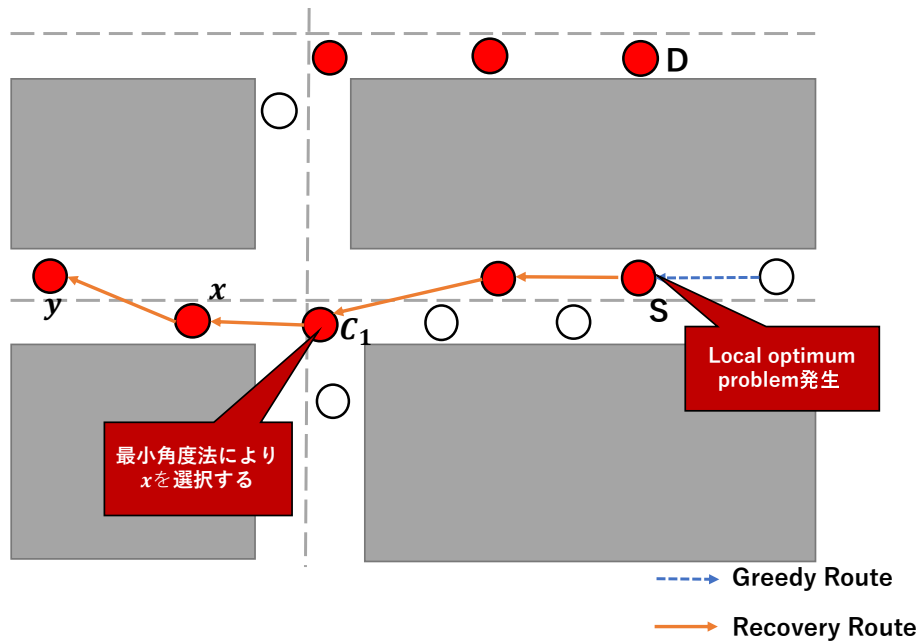 D
x
y
C₁
S
Local optimum
problem発生
最小角度法により
xを選択する
Greedy Route
Recovery Route